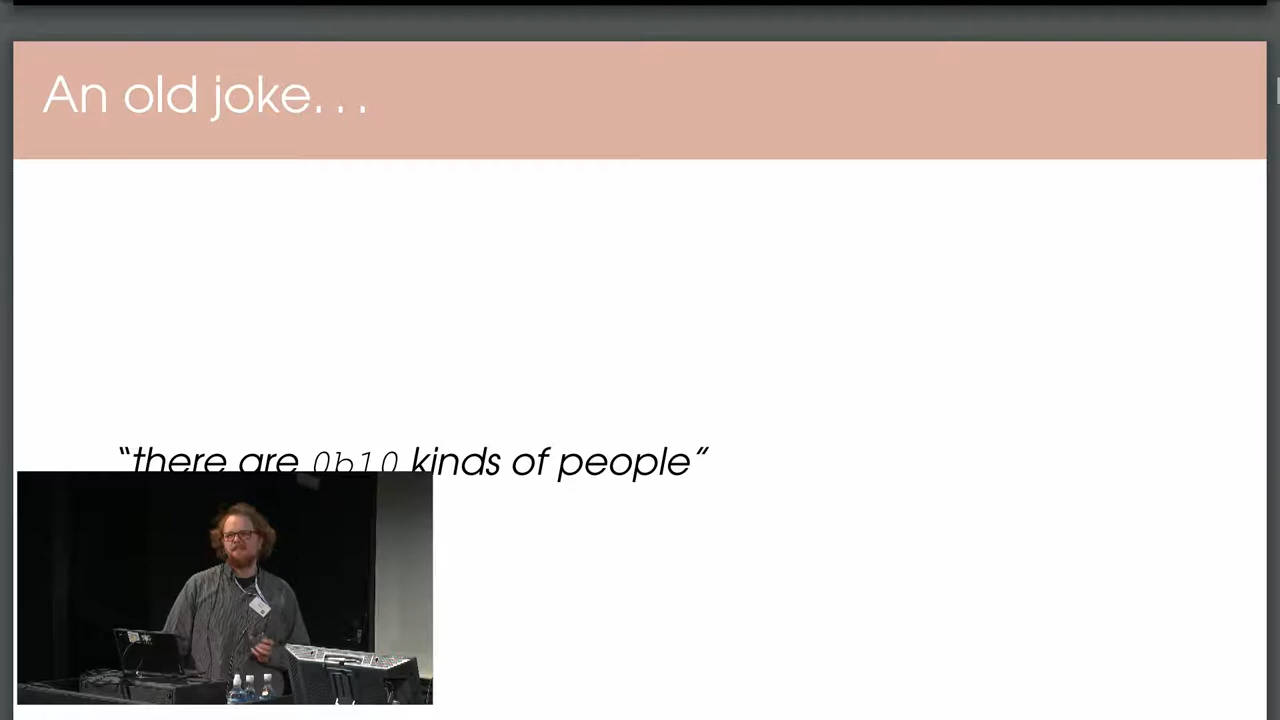 An old joke. . .
“there are 0b10 kinds of people”